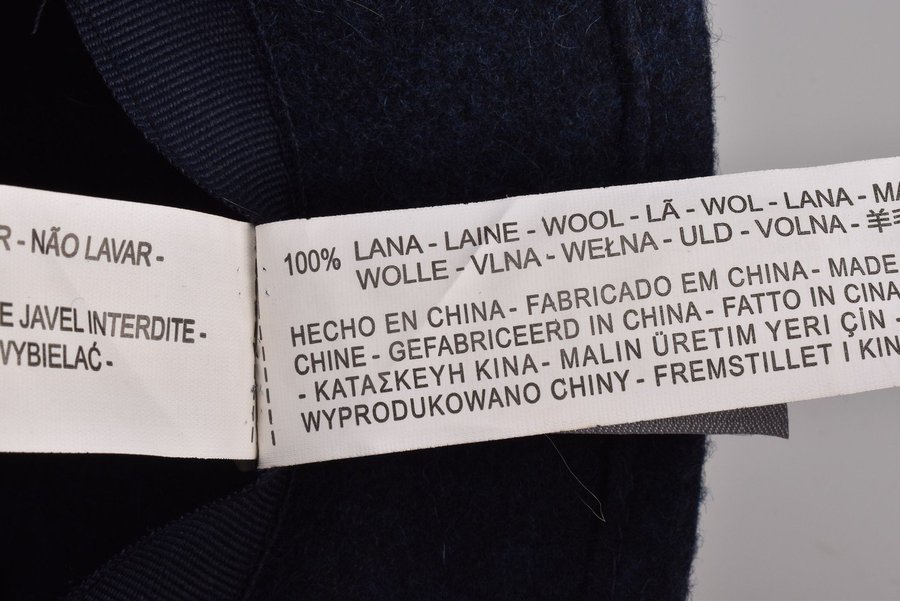 R - NÃO LAVAR -
E JAVEL INTERDITE -
WYBIELAĆ -
100% LANA - LAINE - WOOL - LÃ - WOL - LANA - MA
WOLLE - VLNA - WEŁNA - ULD - VOLNA - 羊
HECHO EN CHINA - FABRICADO EM CHINA - MADE
CHINE - GEFABRICEERD IN CHINA - FATTO IN CINA
- ΚΑΤΑΣΚΕΥΗ ΚΙΝΑ - MALIN ÜRETIM YERI ÇİN -
WYPRODUKOWANO CHINY - FREMSTILLET I KIN